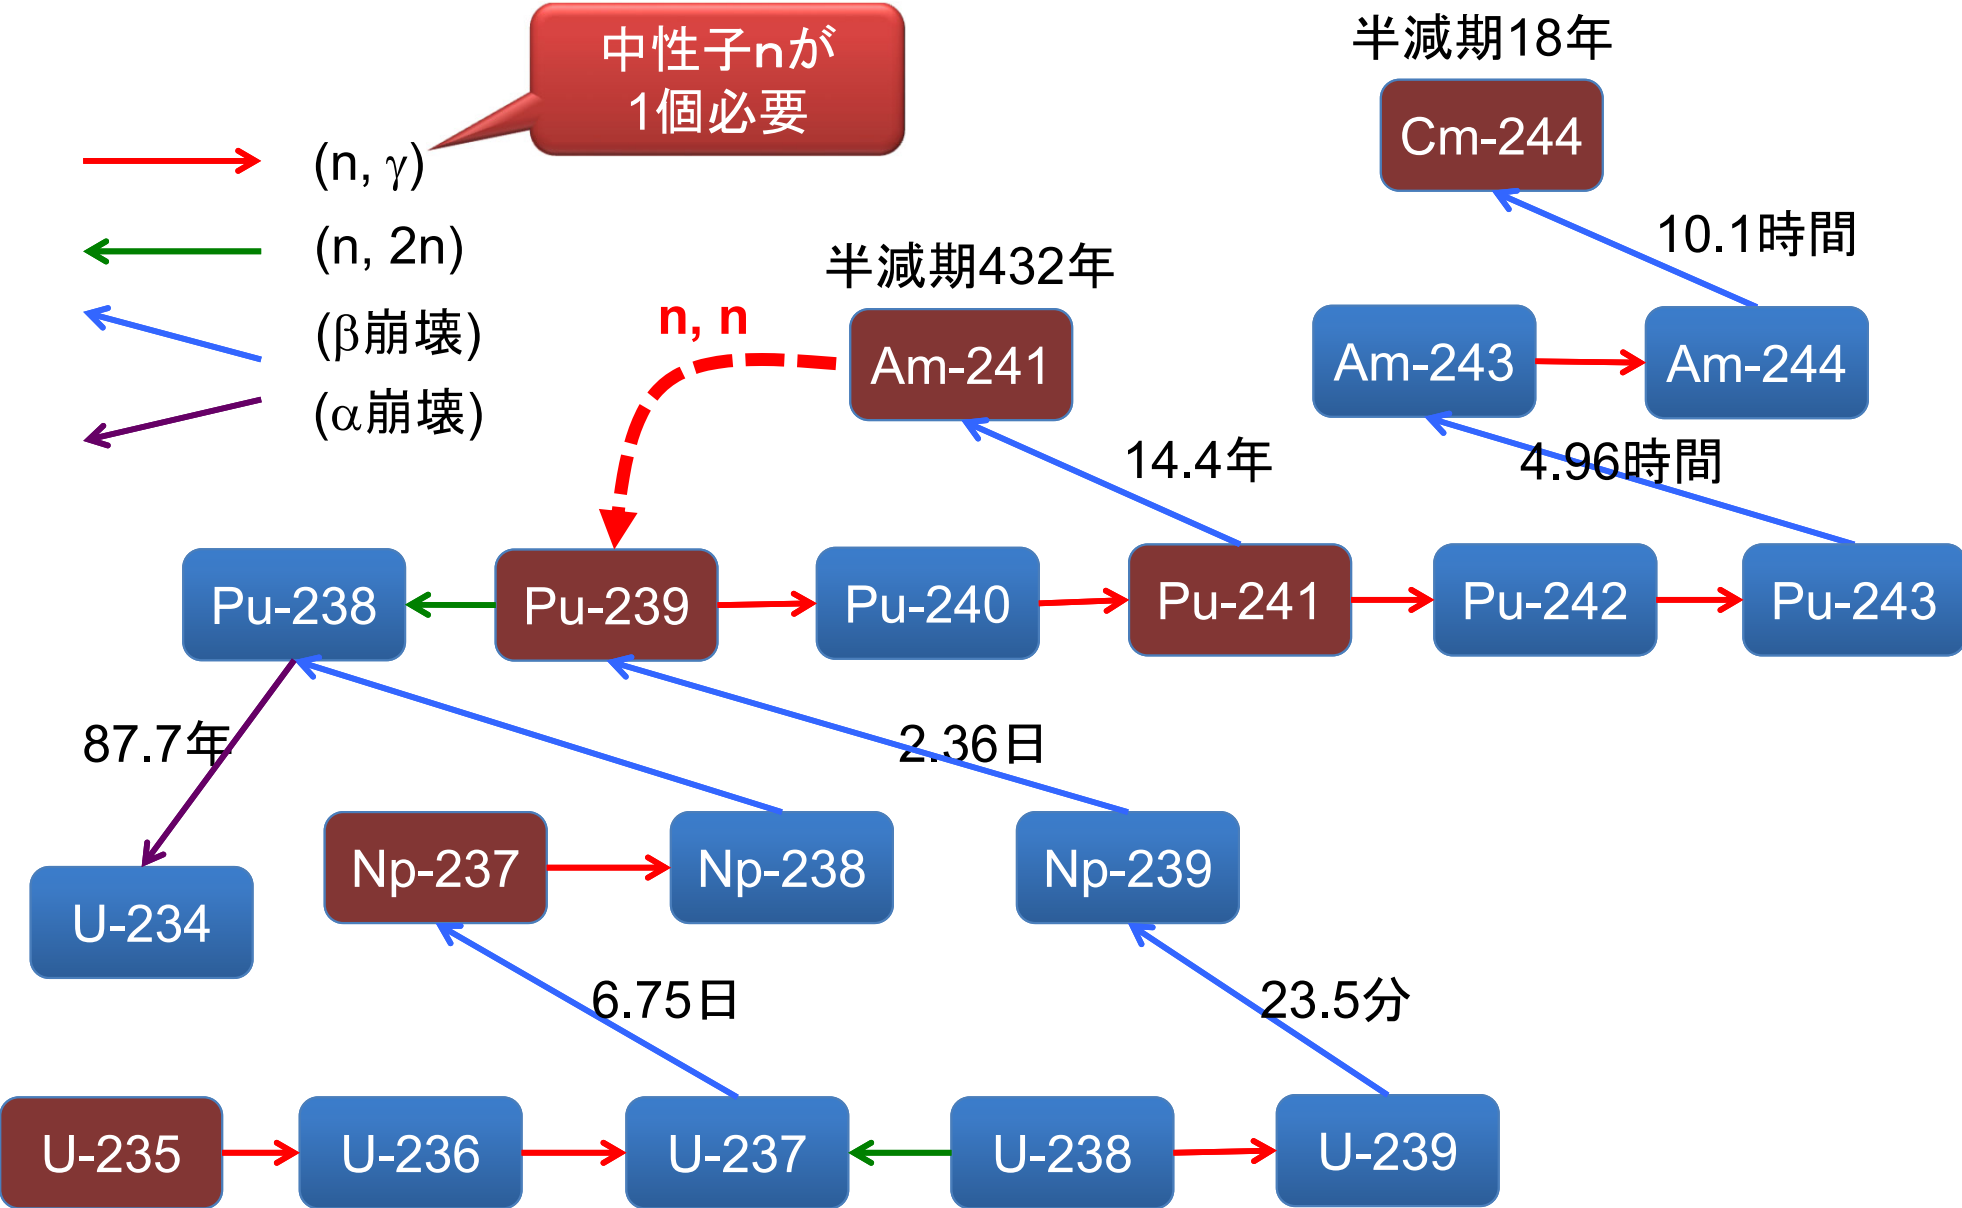 中性子nが
1個必要
半減期18年
Cm-244
(n, γ)
(n, 2n)
(β崩壊)
(α崩壊)
10.1時間
半減期432年
n, n
Am-241
Am-243
Am-244
14.4年
4.96時間
Pu-238
Pu-239
Pu-240
Pu-241
Pu-242
Pu-243
87.7年
2.36日
Np-237
Np-238
Np-239
U-234
6.75日
23.5分
U-235
U-236
U-237
U-238
U-239